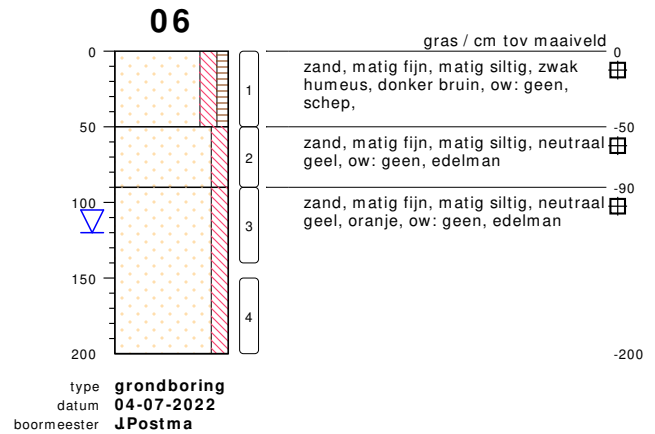 06
gras / cm tov maaiveld
0
0
zand, matig fijn, matig siltig, zwak
humeus, donker bruin, ow: geen,
schep,
1
50
-50
zand, matig fijn, matig siltig, neutraal
geel, ow: geen, edelman
2
-90
zand, matig fijn, matig siltig, neutraal
geel, oranje, ow: geen, edelman
100
3
150
4
200
-200
type grondboring
datum 04-07-2022
boormeester J.Postma